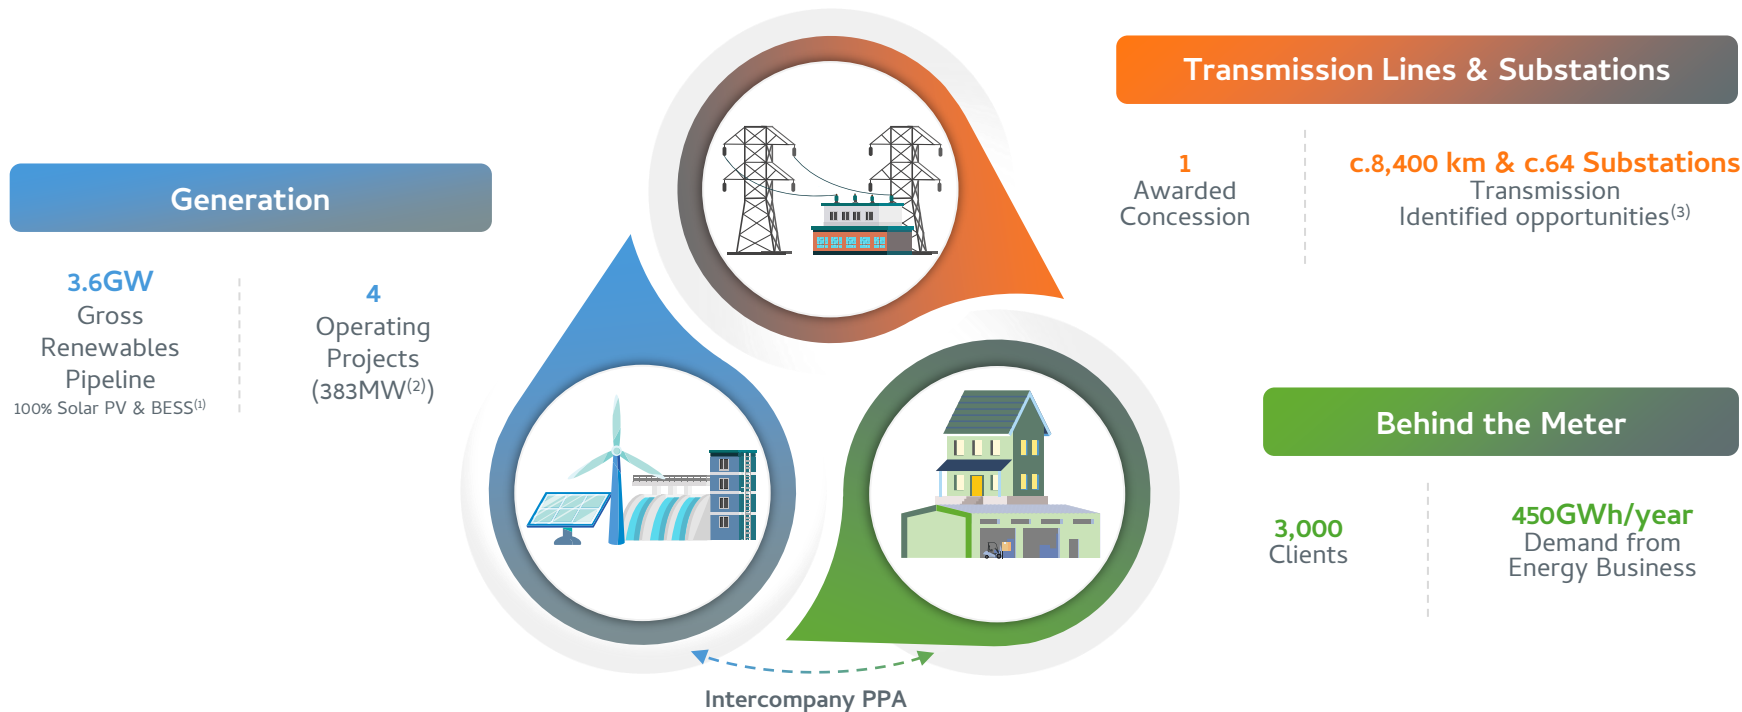 Transmission Lines & Substations
1
Awarded
Concession
c.8,400 km & c.64 Substations
Transmission
Identified opportunities(3)
Generation
3.6GW
Gross
Renewables
Pipeline
100% Solar PV & BESS(1)
4
Operating
Projects
(383MW(2))
Behind the Meter
3,000
Clients
450GWh/year
Demand from
Energy Business
Intercompany PPA